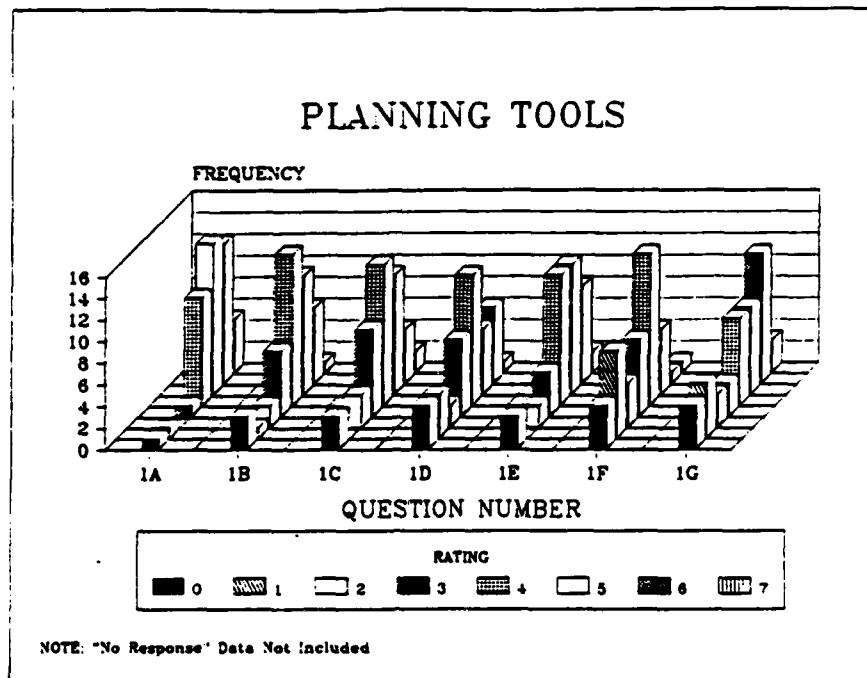 PLANNING TOOLS
FREQUENCY
16
14
12
10
8
6
4
2
0
1A 1B 1C 1D 1E 1F 1G
QUESTION NUMBER
RATING
0 1 2 3 4 5 6 7
NOTE: "No Response" Data Not Included